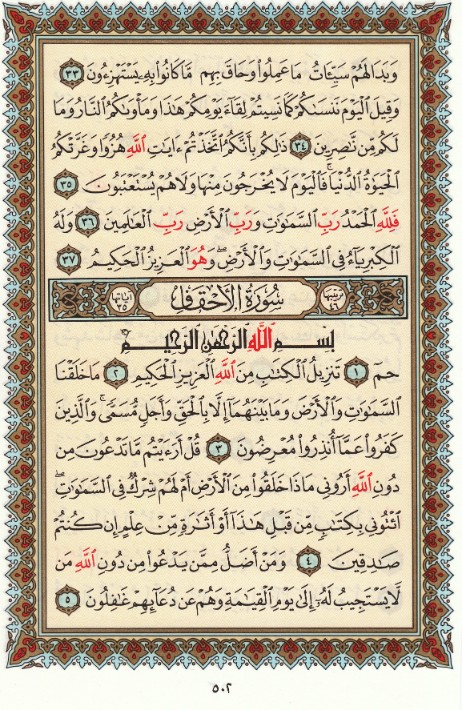 وَبَدَا لَهُمْ سَيِّـَٔاتُ مَا عَمِلُوا۟ وَحَاقَ بِهِم مَّا كَانُوا۟ بِهِۦ يَسْتَهْزِءُونَ ٣٣
وَقِيلَ ٱلْيَوْمَ نَنسَىٰكُمْ كَمَا نَسِيتُمْ لِقَآءَ يَوْمِكُمْ هَٰذَا وَمَأْوَىٰكُمُ ٱلنَّارُ وَمَا
لَكُم مِّن نَّٰصِرِينَ ٣٤ ذَٰلِكُم بِأَنَّكُمُ ٱتَّخَذْتُمْ ءَايَٰتِ ٱللَّهِ هُزُوًا وَغَرَّتْكُمُ
ٱلْحَيَوٰةُ ٱلدُّنْيَا ۚ فَٱلْيَوْمَ لَا يُخْرَجُونَ مِنْهَا وَلَا هُمْ يُسْتَعْتَبُونَ ٣٥
فَلِلَّهِ ٱلْحَمْدُ رَبِّ ٱلسَّمَٰوَٰتِ وَرَبِّ ٱلْأَرْضِ رَبِّ ٱلْعَٰلَمِينَ ٣٦ وَلَهُ
ٱلْكِبْرِيَآءُ فِى ٱلسَّمَٰوَٰتِ وَٱلْأَرْضِ ۖ وَهُوَ ٱلْعَزِيزُ ٱلْحَكِيمُ ٣٧
ترتيبها ٤٦ سُورَةُ الأَحْقَافِ آياتها ٣٥
بِسْمِ ٱللَّهِ ٱلرَّحْمَٰنِ ٱلرَّحِيمِ
حمٓ ١ تَنزِيلُ ٱلْكِتَٰبِ مِنَ ٱللَّهِ ٱلْعَزِيزِ ٱلْحَكِيمِ ٢ مَا خَلَقْنَا
ٱلسَّمَٰوَٰتِ وَٱلْأَرْضَ وَمَا بَيْنَهُمَآ إِلَّا بِٱلْحَقِّ وَأَجَلٍ مُّسَمًّى ۚ وَٱلَّذِينَ
كَفَرُوا۟ عَمَّآ أُنذِرُوا۟ مُعْرِضُونَ ٣ قُلْ أَرَءَيْتُم مَّا تَدْعُونَ مِن
دُونِ ٱللَّهِ أَرُونِى مَاذَا خَلَقُوا۟ مِنَ ٱلْأَرْضِ أَمْ لَهُمْ شِرْكٌ فِى ٱلسَّمَٰوَٰتِ ۖ
ٱئْتُونِى بِكِتَٰبٍ مِّن قَبْلِ هَٰذَآ أَوْ أَثَٰرَةٍ مِّنْ عِلْمٍ إِن كُنتُمْ
صَٰدِقِينَ ٤ وَمَنْ أَضَلُّ مِمَّن يَدْعُوا۟ مِن دُونِ ٱللَّهِ مَن
لَّا يَسْتَجِيبُ لَهُۥٓ إِلَىٰ يَوْمِ ٱلْقِيَٰمَةِ وَهُمْ عَن دُعَآئِهِمْ غَٰفِلُونَ ٥
٥٠٢